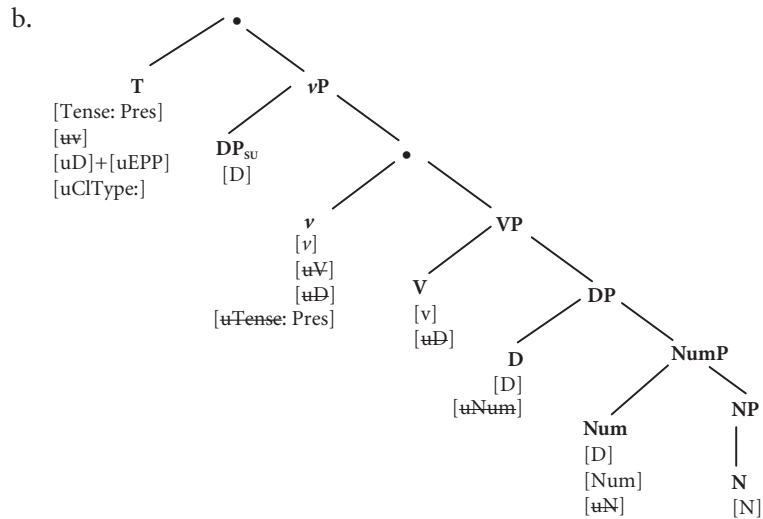 b.
•
T
[Tense: Pres]
[uv]
[uD]+[uEPP]
[uClType:]
vP
DP_SU
[D]
•
v
[v]
[uV]
[uD]
[uTense: Pres]
VP
V
[v]
[uD]
DP
D
[D]
[uNum]
NumP
Num
[D]
[Num]
[uN]
NP
N
[N]